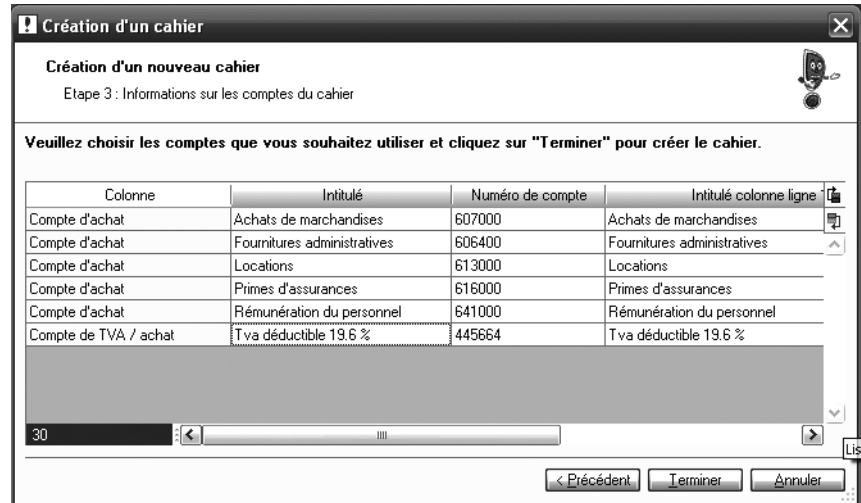 Création d'un cahier
Création d'un nouveau cahier
Etape 3 : Informations sur les comptes du cahier
Veuillez choisir les comptes que vous souhaitez utiliser et cliquez sur "Terminer" pour créer le cahier.
Colonne Intitulé Numéro de compte Intitulé colonne ligne
Compte d'achat Achats de marchandises 607000 Achats de marchandises
Compte d'achat Fournitures administratives 606400 Fournitures administratives
Compte d'achat Locations 613000 Locations
Compte d'achat Primes d'assurances 616000 Primes d'assurances
Compte d'achat Rémunération du personnel 641000 Rémunération du personnel
Compte de TVA / achat Tva déductible 19.6 % 445664 Tva déductible 19.6 %
30
Lis
< Précédent Terminer Annuler